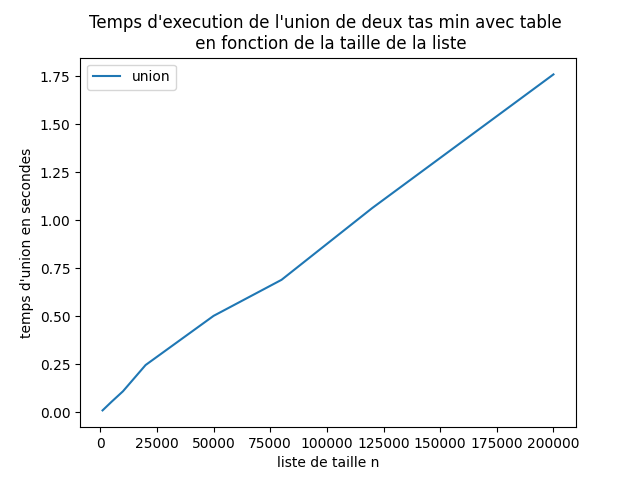 Temps d'execution de l'union de deux tas min avec table
en fonction de la taille de la liste
union
1.75
1.50
1.25
1.00
0.75
0.50
0.25
0.00
temps d'union en secondes
0 25000 50000 75000 100000 125000 150000 175000 200000
liste de taille n